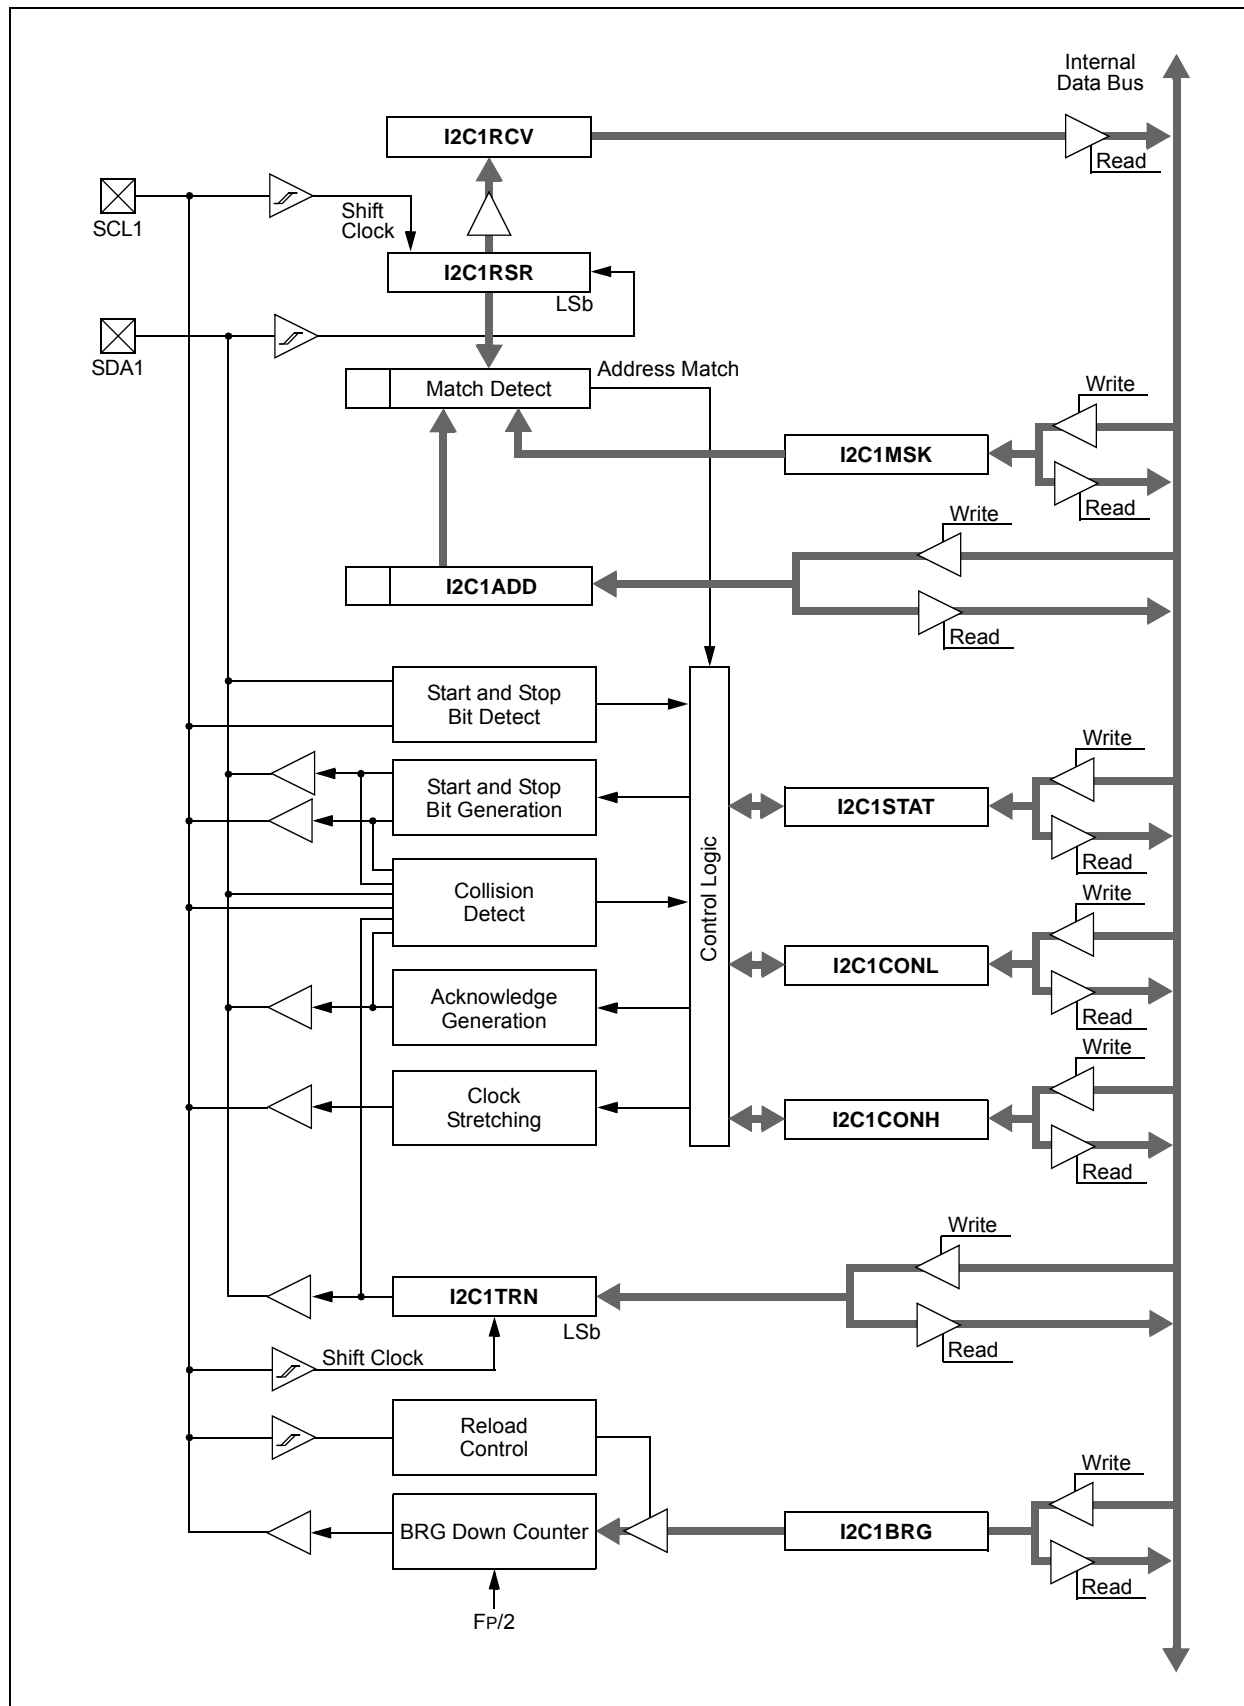 Internal
Data Bus
I2C1RCV
Read
SCL1
Shift
Clock
I2C1RSR
LSb
SDA1
Address Match
Match Detect
Write
I2C1MSK
Read
Write
I2C1ADD
Read
Start and Stop
Bit Detect
Write
Start and Stop
Bit Generation
I2C1STAT
Read
Control Logic
Collision
Detect
Write
I2C1CONL
Acknowledge
Generation
Read
Write
Clock
Stretching
I2C1CONH
Read
Write
I2C1TRN
LSb
Read
Shift Clock
Reload
Control
Write
BRG Down Counter
I2C1BRG
Read
FP/2